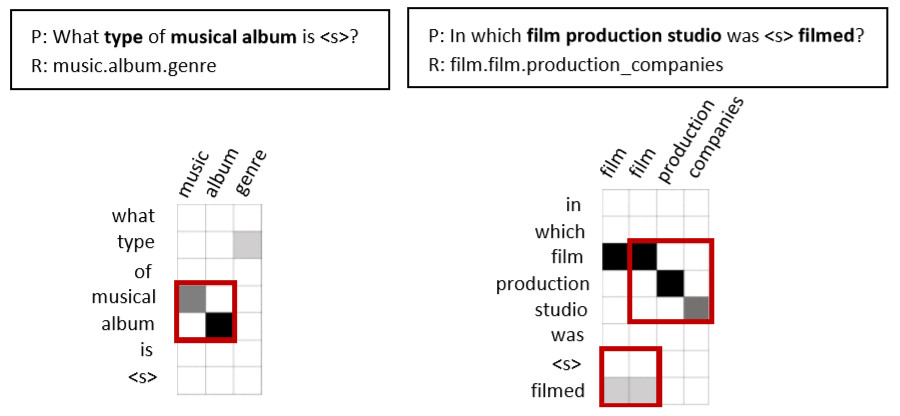 P: What type of musical album is <s>?
R: music.album.genre
P: In which film production studio was <s> filmed?
R: film.film.production_companies
music
album
genre
what
type
of
musical
album
is
<s>
film
film
production
companies
in
which
film
production
studio
was
<s>
filmed